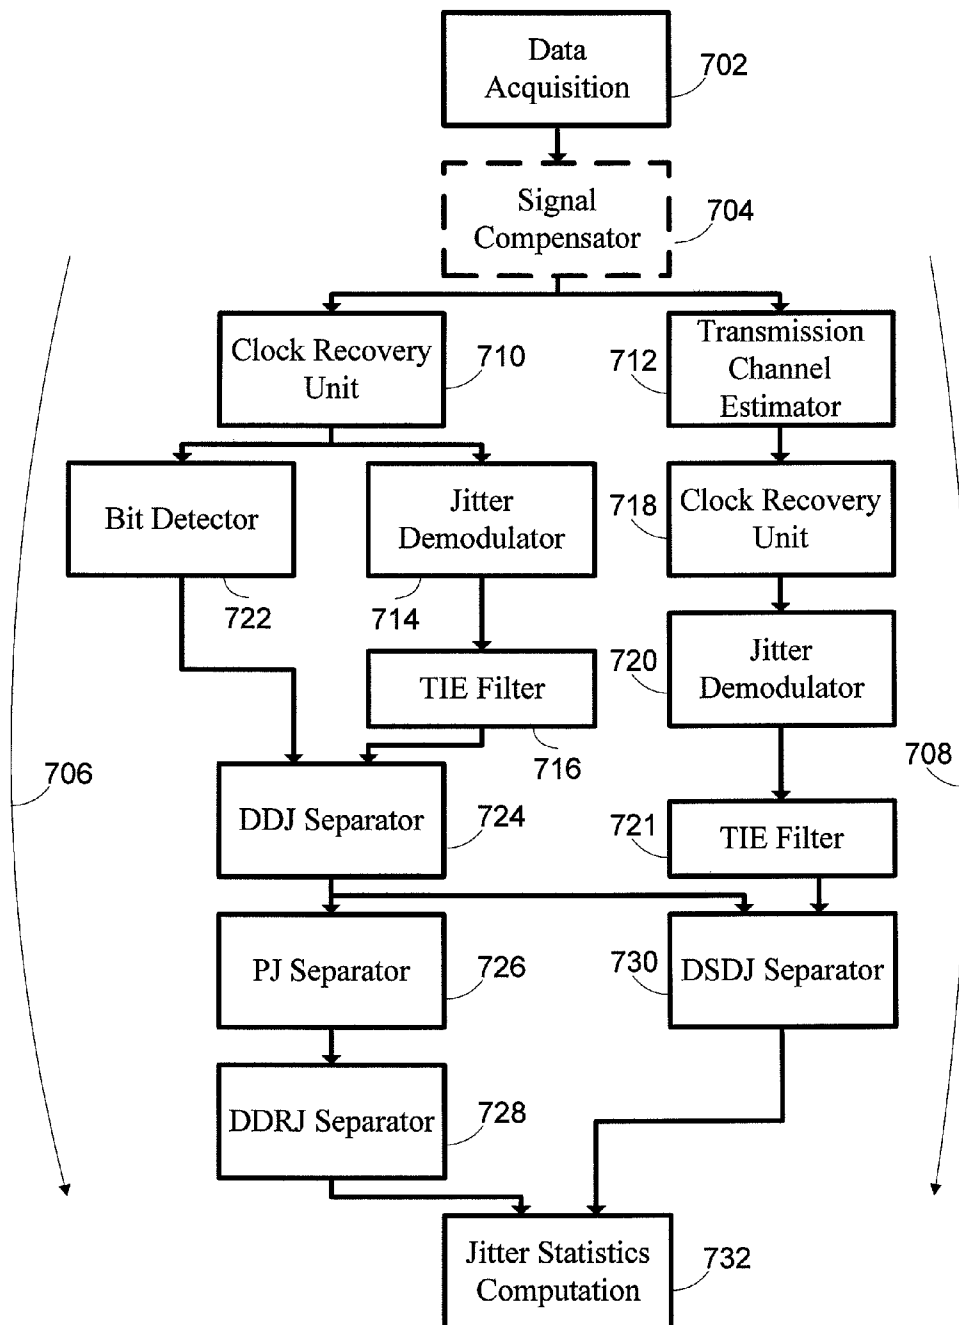 Data
Acquisition
702
Signal
Compensator
704
Clock Recovery
Unit
710
712
Transmission
Channel
Estimator
Bit Detector
722
Jitter
Demodulator
714
718
Clock Recovery
Unit
TIE Filter
716
720
Jitter
Demodulator
706
708
DDJ Separator
724
721
TIE Filter
PJ Separator
726
730
DSDJ Separator
DDRJ Separator
728
Jitter Statistics
Computation
732